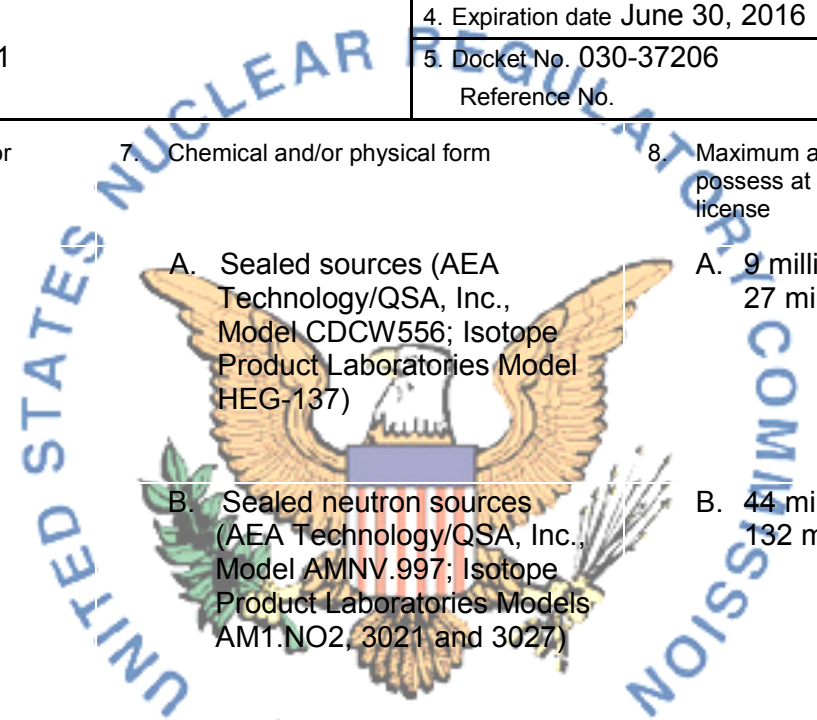 4. Expiration date June 30, 2016
1
5. Docket No. 030-37206
Reference No.
or
7. Chemical and/or physical form
8. Maximum a
possess at
license
A. Sealed sources (AEA
Technology/QSA, Inc.,
Model CDCW556; Isotope
Product Laboratories Model
HEG-137)
A. 9 milli
27 mi
B. Sealed neutron sources
(AEA Technology/QSA, Inc.,
Model AMNV.997; Isotope
Product Laboratories Models
AM1.NO2, 3021 and 3027)
B. 44 mi
132 m
UNITED STATES NUCLEAR REGULATORY COMMISSION